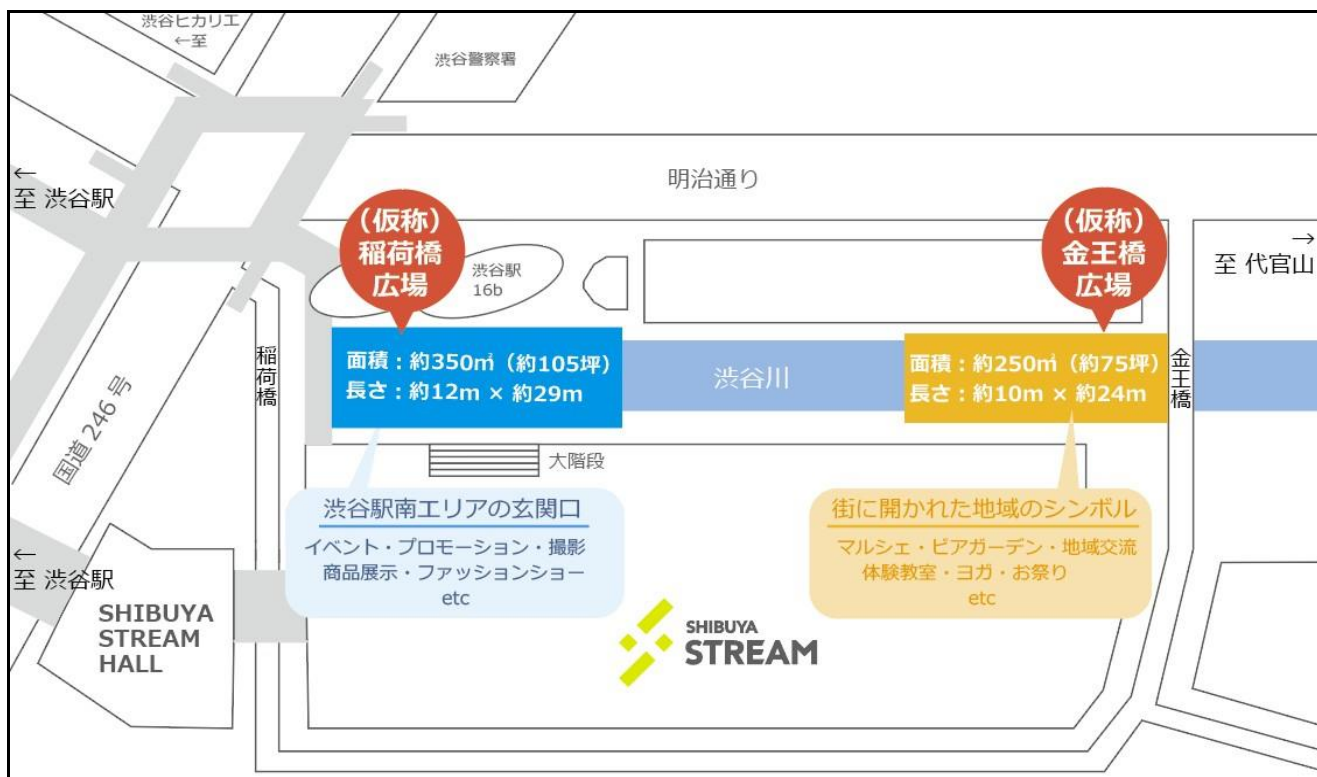 渋谷ヒカリエ
←至
渋谷警察署
明治通り
←
至 渋谷駅
(仮称)
稲荷橋
広場
渋谷駅
16b
(仮称)
金王橋
広場
→
至 代官山
稲荷橋
面積:約350㎡(約105坪)
長さ:約12m × 約29m
渋谷川
面積:約250㎡(約75坪)
長さ:約10m × 約24m
金王橋
国道 246 号
大階段
渋谷駅南エリアの玄関口
イベント・プロモーション・撮影
商品展示・ファッションショー
etc
街に開かれた地域のシンボル
マルシェ・ビアガーデン・地域交流
体験教室・ヨガ・お祭り
etc
←
至 渋谷駅
SHIBUYA
STREAM
HALL
SHIBUYA
STREAM